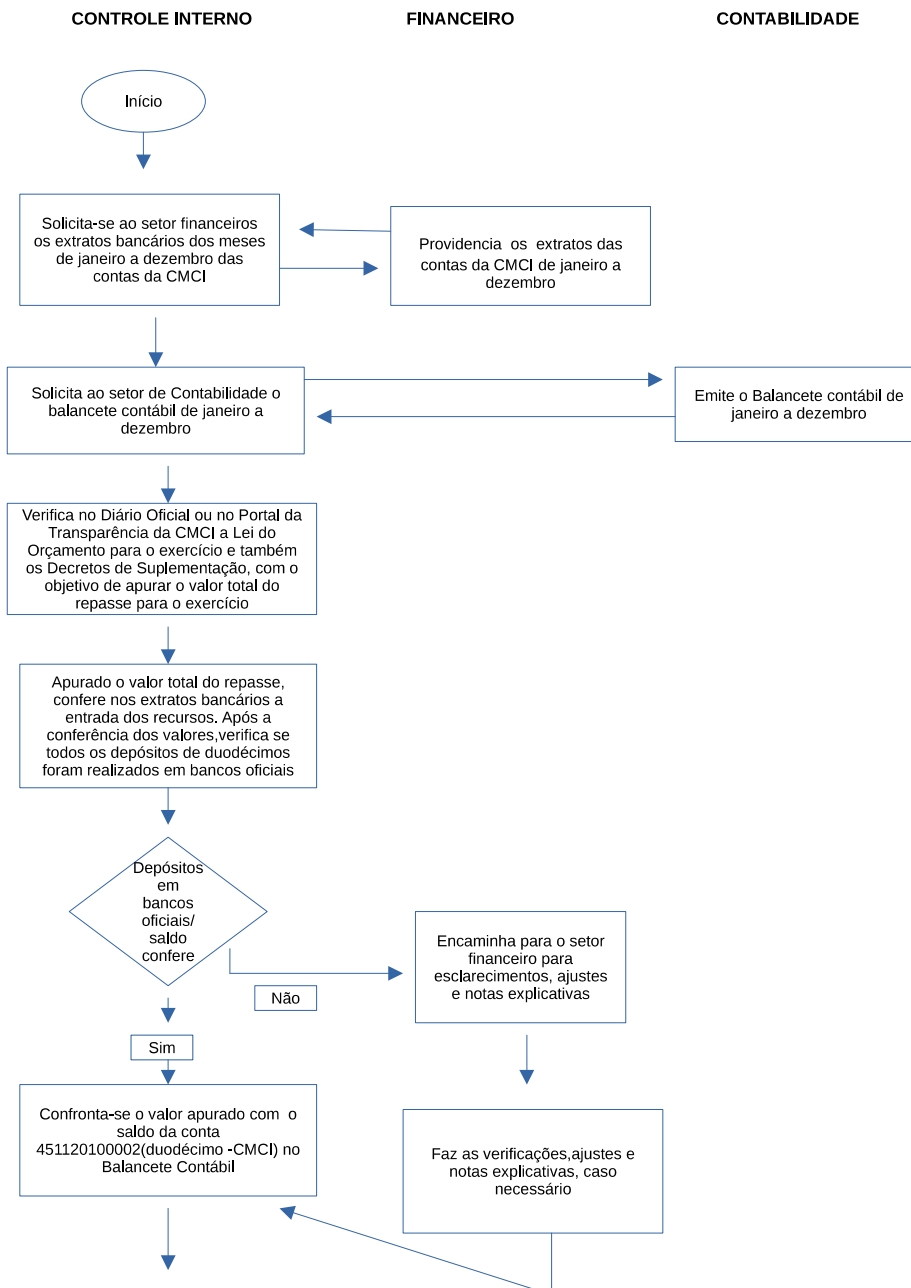 CONTROLE INTERNO
FINANCEIRO
CONTABILIDADE
Início
Solicita-se ao setor financeiros
os extratos bancários dos meses
de janeiro a dezembro das
contas da CMCI
Providencia os extratos das
contas da CMCI de janeiro a
dezembro
Solicita ao setor de Contabilidade o
balancete contábil de janeiro a
dezembro
Emite o Balancete contábil de
janeiro a dezembro
Verifica no Diário Oficial ou no Portal da
Transparência da CMCI a Lei do
Orçamento para o exercício e também
os Decretos de Suplementação, com o
objetivo de apurar o valor total do
repasse para o exercício
Apurado o valor total do repasse,
confere nos extratos bancários a
entrada dos recursos. Após a
conferência dos valores,verifica se
todos os depósitos de duodécimos
foram realizados em bancos oficiais
Depósitos
em
bancos
oficiais/
saldo
confere
Encaminha para o setor
financeiro para
esclarecimentos, ajustes
e notas explicativas
Não
Sim
Confronta-se o valor apurado com o
saldo da conta
451120100002(duodécimo -CMCI) no
Balancete Contábil
Faz as verificações,ajustes e
notas explicativas, caso
necessário